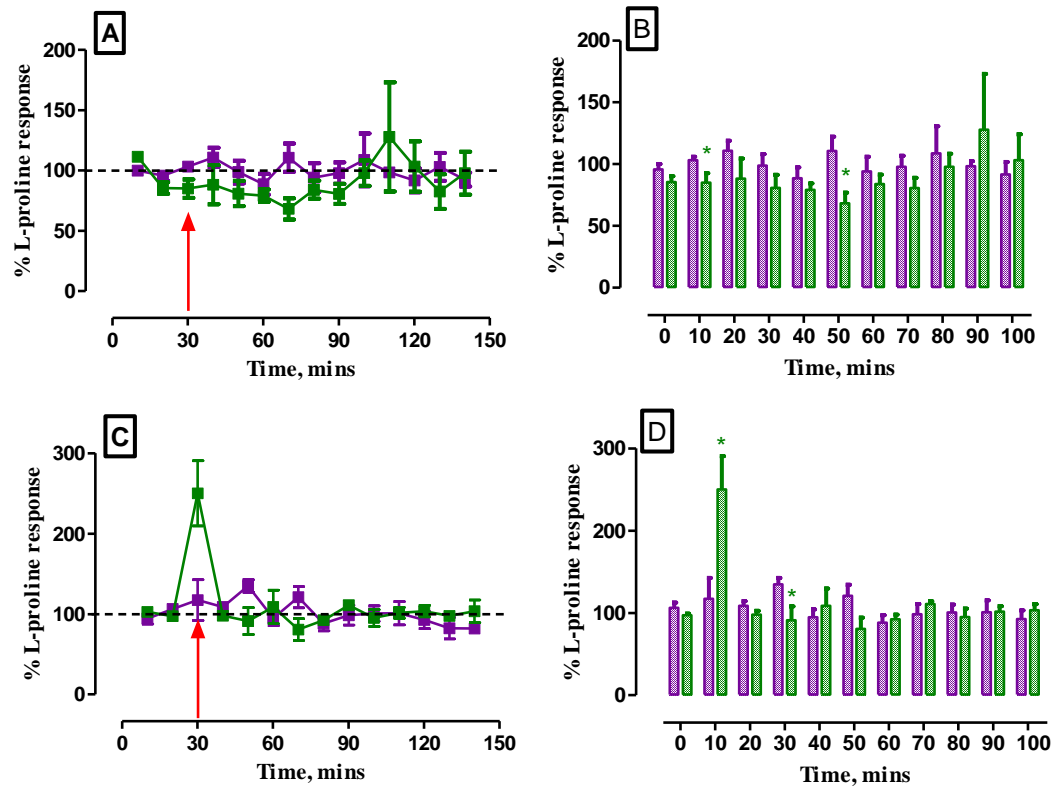 A
% L-proline response
200
150
100
50
0
0 30 60 90 120 150
Time, mins
B
% L-proline response
200
150
100
50
0
* *
0 10 20 30 40 50 60 70 80 90 100
Time, mins
C
% L-proline response
300
200
100
0
0 30 60 90 120 150
Time, mins
D
% L-proline response
300
200
100
0
*
*
0 10 20 30 40 50 60 70 80 90 100
Time, mins